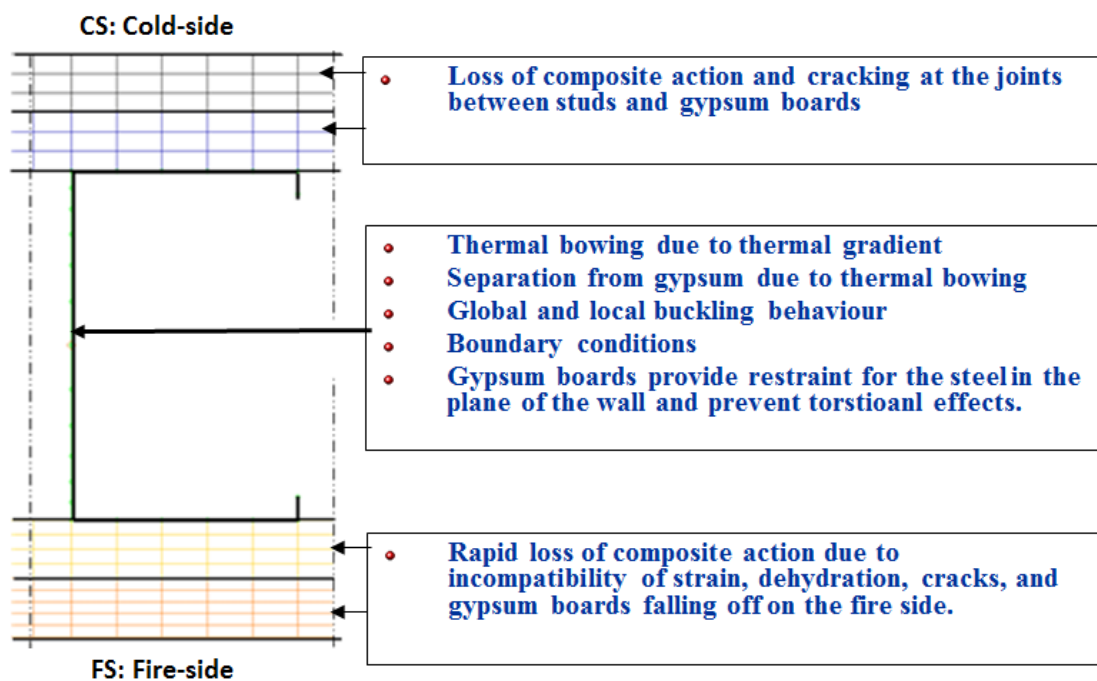 CS: Cold-side
Loss of composite action and cracking at the joints
between studs and gypsum boards
Thermal bowing due to thermal gradient
Separation from gypsum due to thermal bowing
Global and local buckling behaviour
Boundary conditions
Gypsum boards provide restraint for the steel in the
plane of the wall and prevent torstioanl effects.
Rapid loss of composite action due to
incompatibility of strain, dehydration, cracks, and
gypsum boards falling off on the fire side.
FS: Fire-side